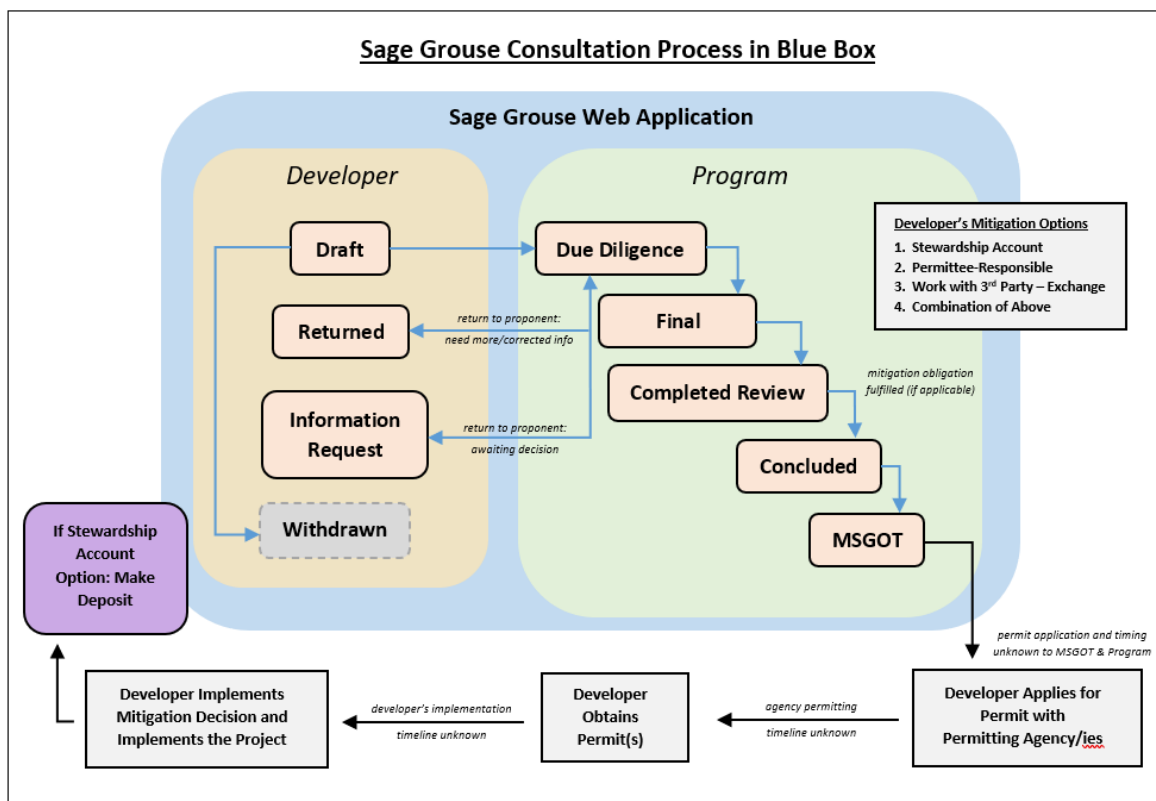 Sage Grouse Consultation Process in Blue Box
Sage Grouse Web Application
Developer
Program
Draft
Due Diligence
Developer's Mitigation Options
1. Stewardship Account
2. Permittee-Responsible
3. Work with 3rd Party – Exchange
4. Combination of Above
Returned
return to proponent:
need more/corrected info
Final
Completed Review
mitigation obligation
fulfilled (if applicable)
Information
Request
return to proponent:
awaiting decision
Concluded
Withdrawn
MSGOT
If Stewardship
Account
Option: Make
Deposit
permit application and timing
unknown to MSGOT & Program
Developer Implements
Mitigation Decision and
Implements the Project
developer's implementation
timeline unknown
Developer
Obtains
Permit(s)
agency permitting
timeline unknown
Developer Applies for
Permit with
Permitting Agency/ies